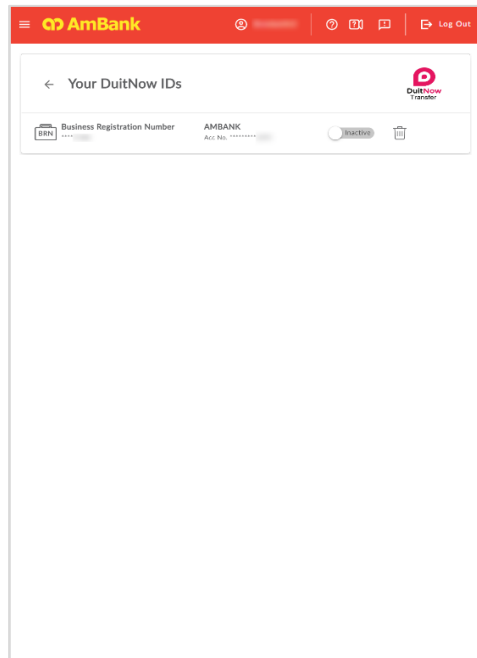 AmBank
Log Out
Your DuitNow IDs
DuitNow
Transfer
BRN
Business Registration Number
AMBANK
Inactive
****
Acc No. *********